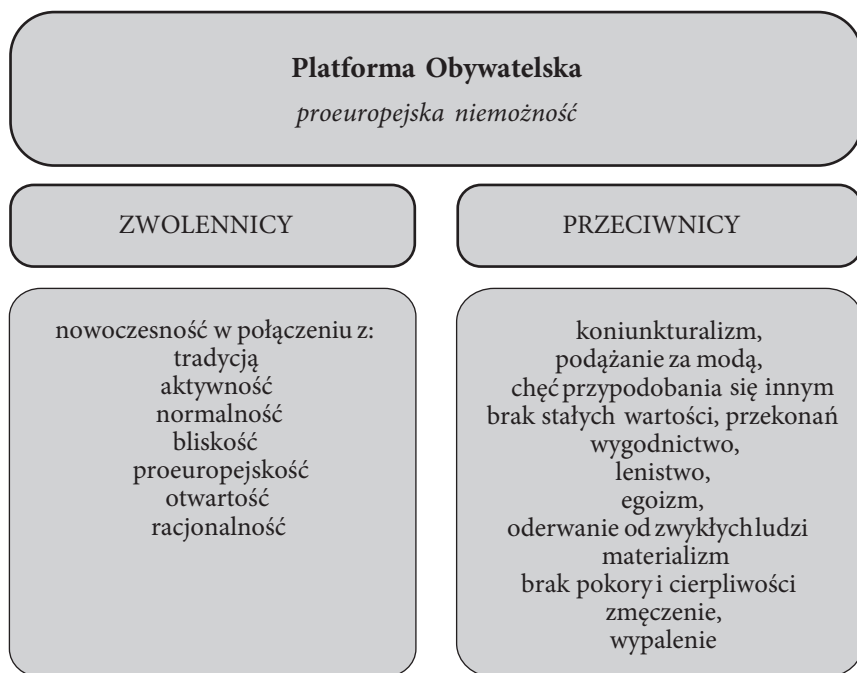 Platforma Obywatelska
proeuropejska niemożność
ZWOLENNICY
nowoczesność w połączeniu z:
tradycją
aktywność
normalność
bliskość
proeuropejskość
otwartość
racjonalność
PRZECIWNICY
koniunkturalizm,
podążanie za modą,
chęć przypodobania się innym
brak stałych wartości, przekonań
wygodnictwo,
lenistwo,
egoizm,
oderwanie od zwykłych ludzi
materializm
brak pokory i cierpliwości
zmęczenie,
wypalenie